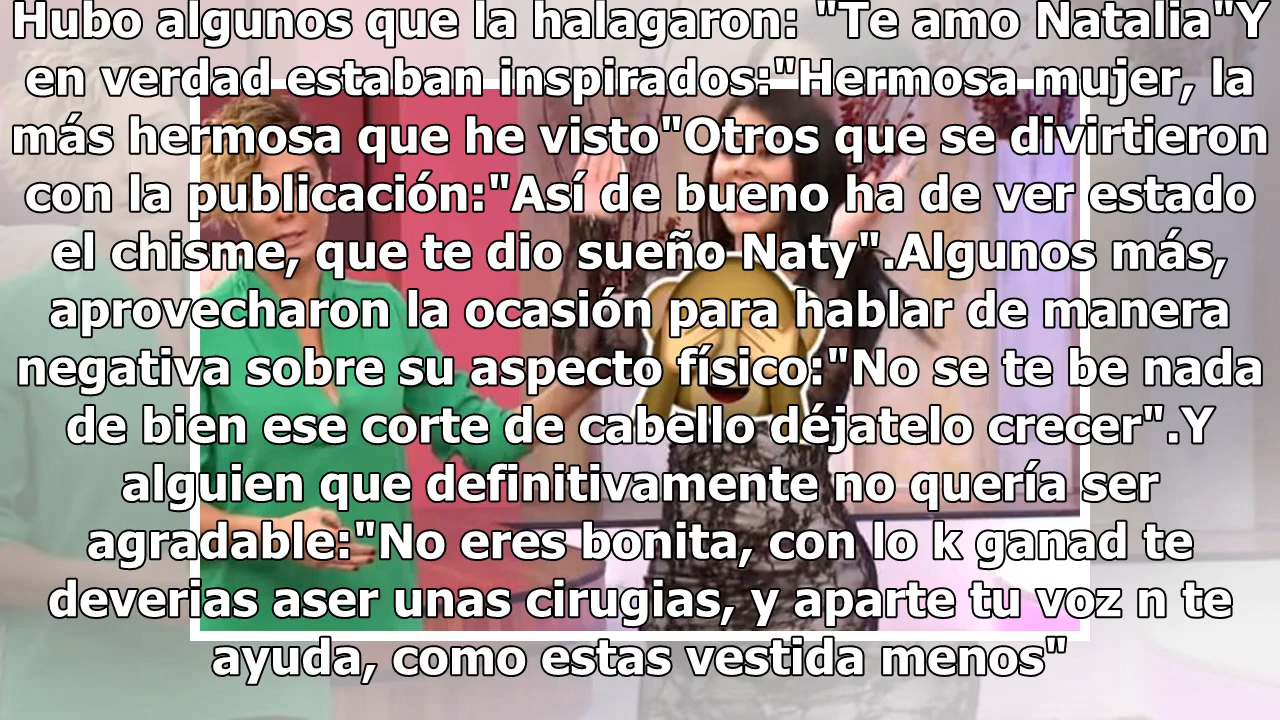 Hubo algunos que la halagaron: "Te amo Natalia"Y
en verdad estaban inspirados:"Hermosa mujer, la
más hermosa que he visto"Otros que se divirtieron
con la publicación:"Así de bueno ha de ver estado
el chisme, que te dio sueño Naty".Algunos más,
aprovecharon la ocasión para hablar de manera
negativa sobre su aspecto físico:"No se te be nada
de bien ese corte de cabello déjatelo crecer".Y
alguien que definitivamente no quería ser
agradable:"No eres bonita, con lo k ganad te
deverias aser unas cirugias, y aparte tu voz n te
ayuda, como estas vestida menos"